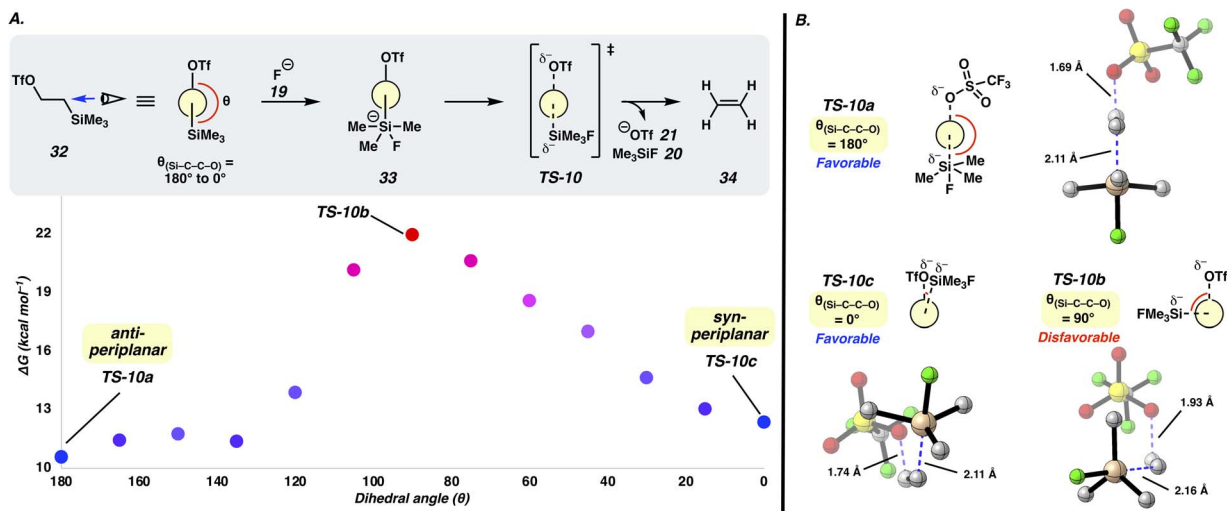 A.
TfO
SiMe3
32
≡
OTf
θ
SiMe3
θ(Si–C–C–O) =
180° to 0°
F⊖
19
OTf
⊖
Me
Si
Me
Me
F
33
‡
δ–
OTf
SiMe3F
δ–
TS-10
⊖OTf 21
Me3SiF 20
H
H
H
H
34
ΔG (kcal mol–1)
22
19
16
13
10
180
160
140
120
100
80
60
40
20
0
Dihedral angle (θ)
TS-10b
anti-
periplanar
TS-10a
syn-
periplanar
TS-10c
B.
TS-10a
θ(Si–C–C–O)
= 180°
Favorable
δ–
O
S
O
O
CF3
δ–
Si
Me
Me
Me
F
1.69 Å
2.11 Å
TS-10c
θ(Si–C–C–O)
= 0°
Favorable
δ– δ–
TfO SiMe3F
1.74 Å
2.11 Å
TS-10b
θ(Si–C–C–O)
= 90°
Disfavorable
δ–
OTf
δ–
FMe3Si
1.93 Å
2.16 Å